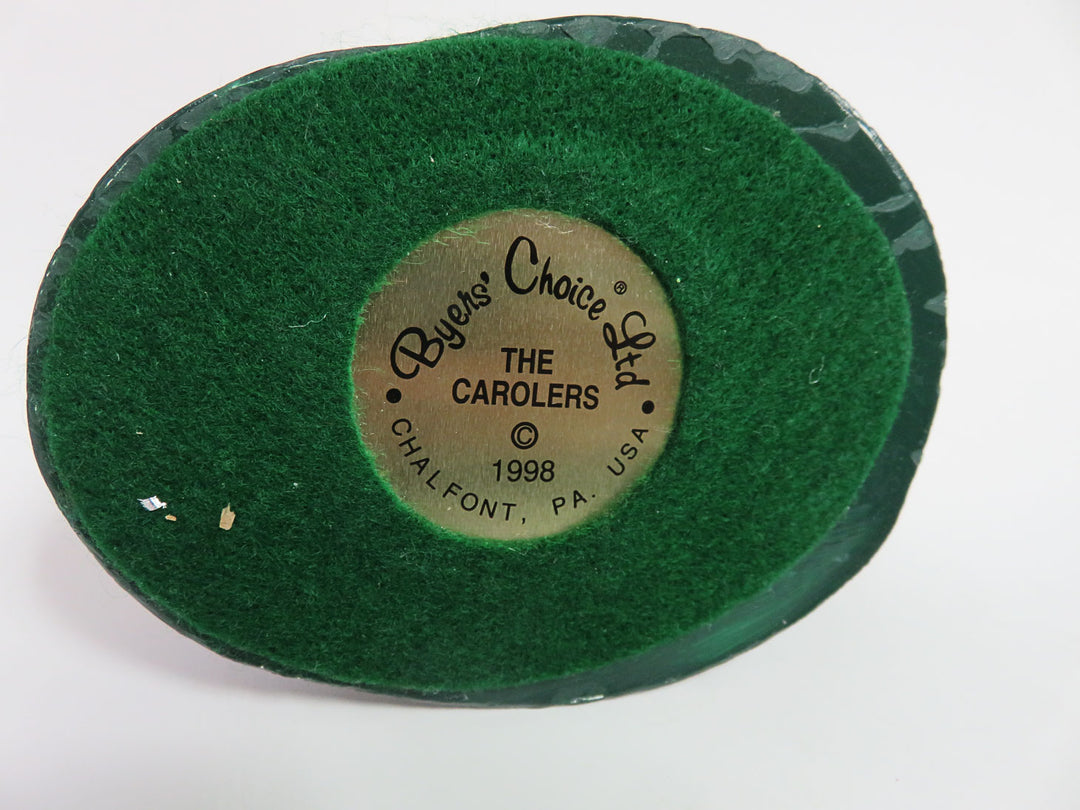 Byers' Choice® Ltd
THE
CAROLERS
©
1998
• CHALFONT, PA. USA •